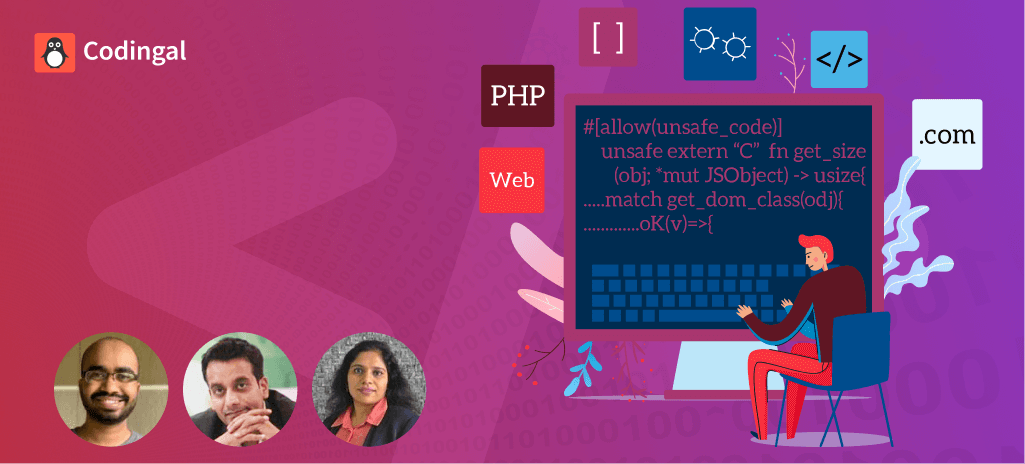 Codingal
[ ]
</>
PHP
.com
Web
#[allow(unsafe_code)]
unsafe extern “C” fn get_size
(obj; *mut JSObject) -> usize{
.....match get_dom_class(odj){
.............oK(v)=>{